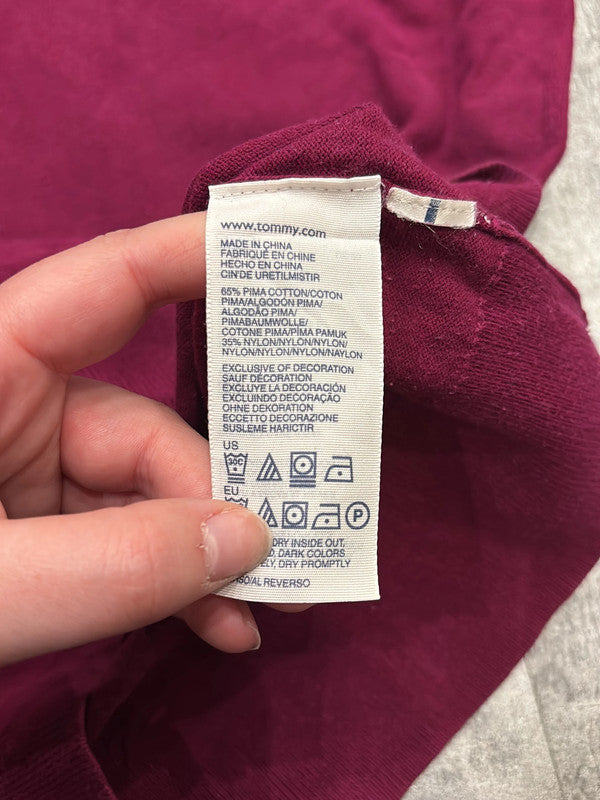 www.tommy.com
MADE IN CHINA
FABRIQUÉ EN CHINE
HECHO EN CHINA
ÇIN'DE ÜRETILMISTIR
65% PIMA COTTON/COTON
PIMA/ALGODÓN PIMA/
ALGODÃO PIMA/
PIMABAUMWOLLE/
COTONE PIMA/PIMA PAMUK
35% NYLON/NYLON/NYLON/
NYLON/NYLON/NYLON/NAYLON
EXCLUSIVE OF DECORATION
SAUF DÉCORATION
EXCLUYE LA DECORACIÓN
EXCLUINDO DECORAÇÃO
OHNE DEKORATION
ECCETTO DECORAZIONE
SUSLEME HARICTIR
US
30C
EU
P
DRY INSIDE OUT,
DARK COLORS
DRY PROMPTLY
REVERSO